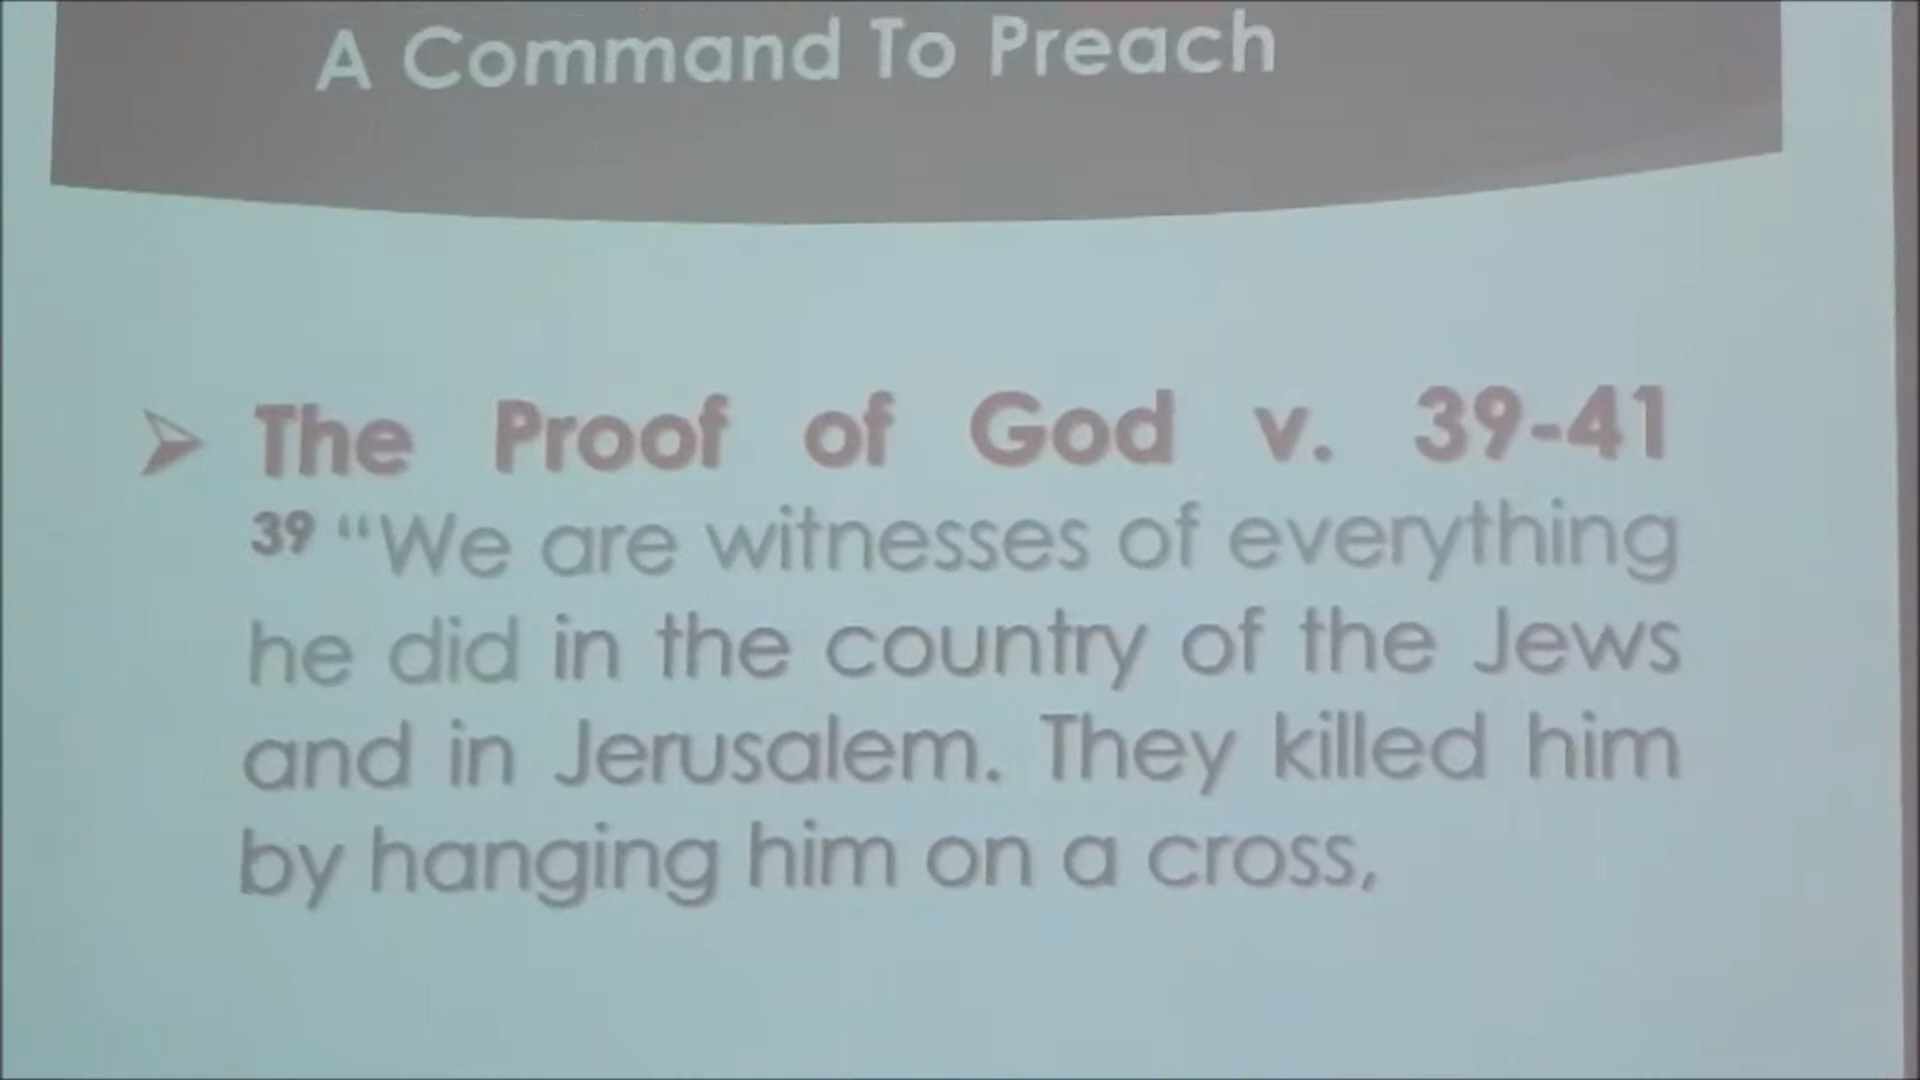 A Command To Preach
The Proof of God v. 39-41
39 “We are witnesses of everything
he did in the country of the Jews
and in Jerusalem. They killed him
by hanging him on a cross,